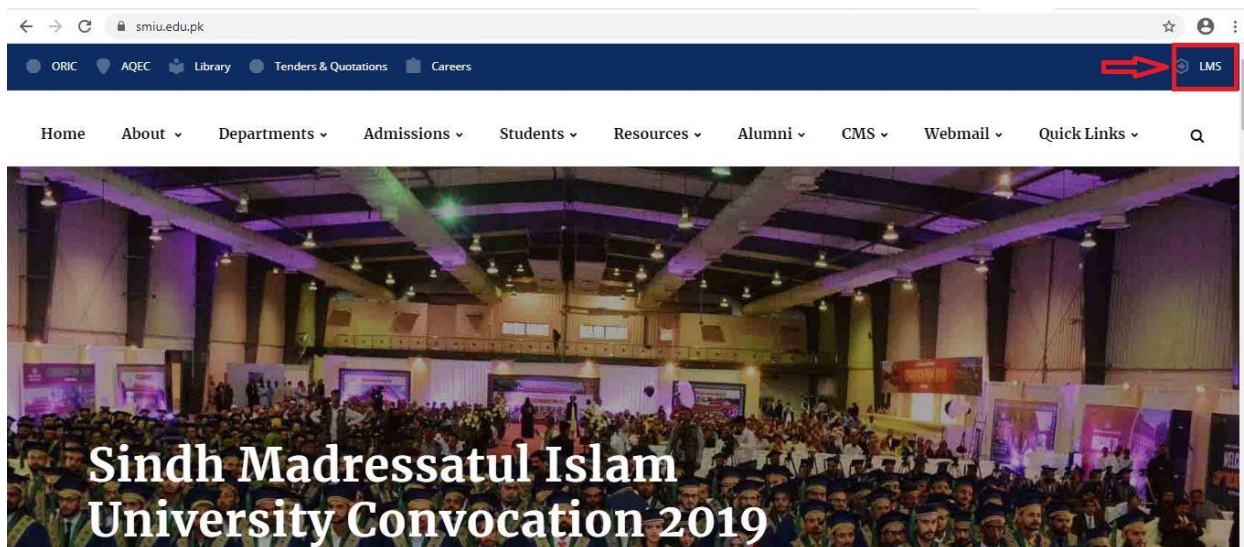 smiu.edu.pk
ORIC AQEC Library Tenders & Quotations Careers LMS
Home About Departments Admissions Students Resources Alumni CMS Webmail Quick Links
Sindh Madressatul Islam
University Convocation 2019